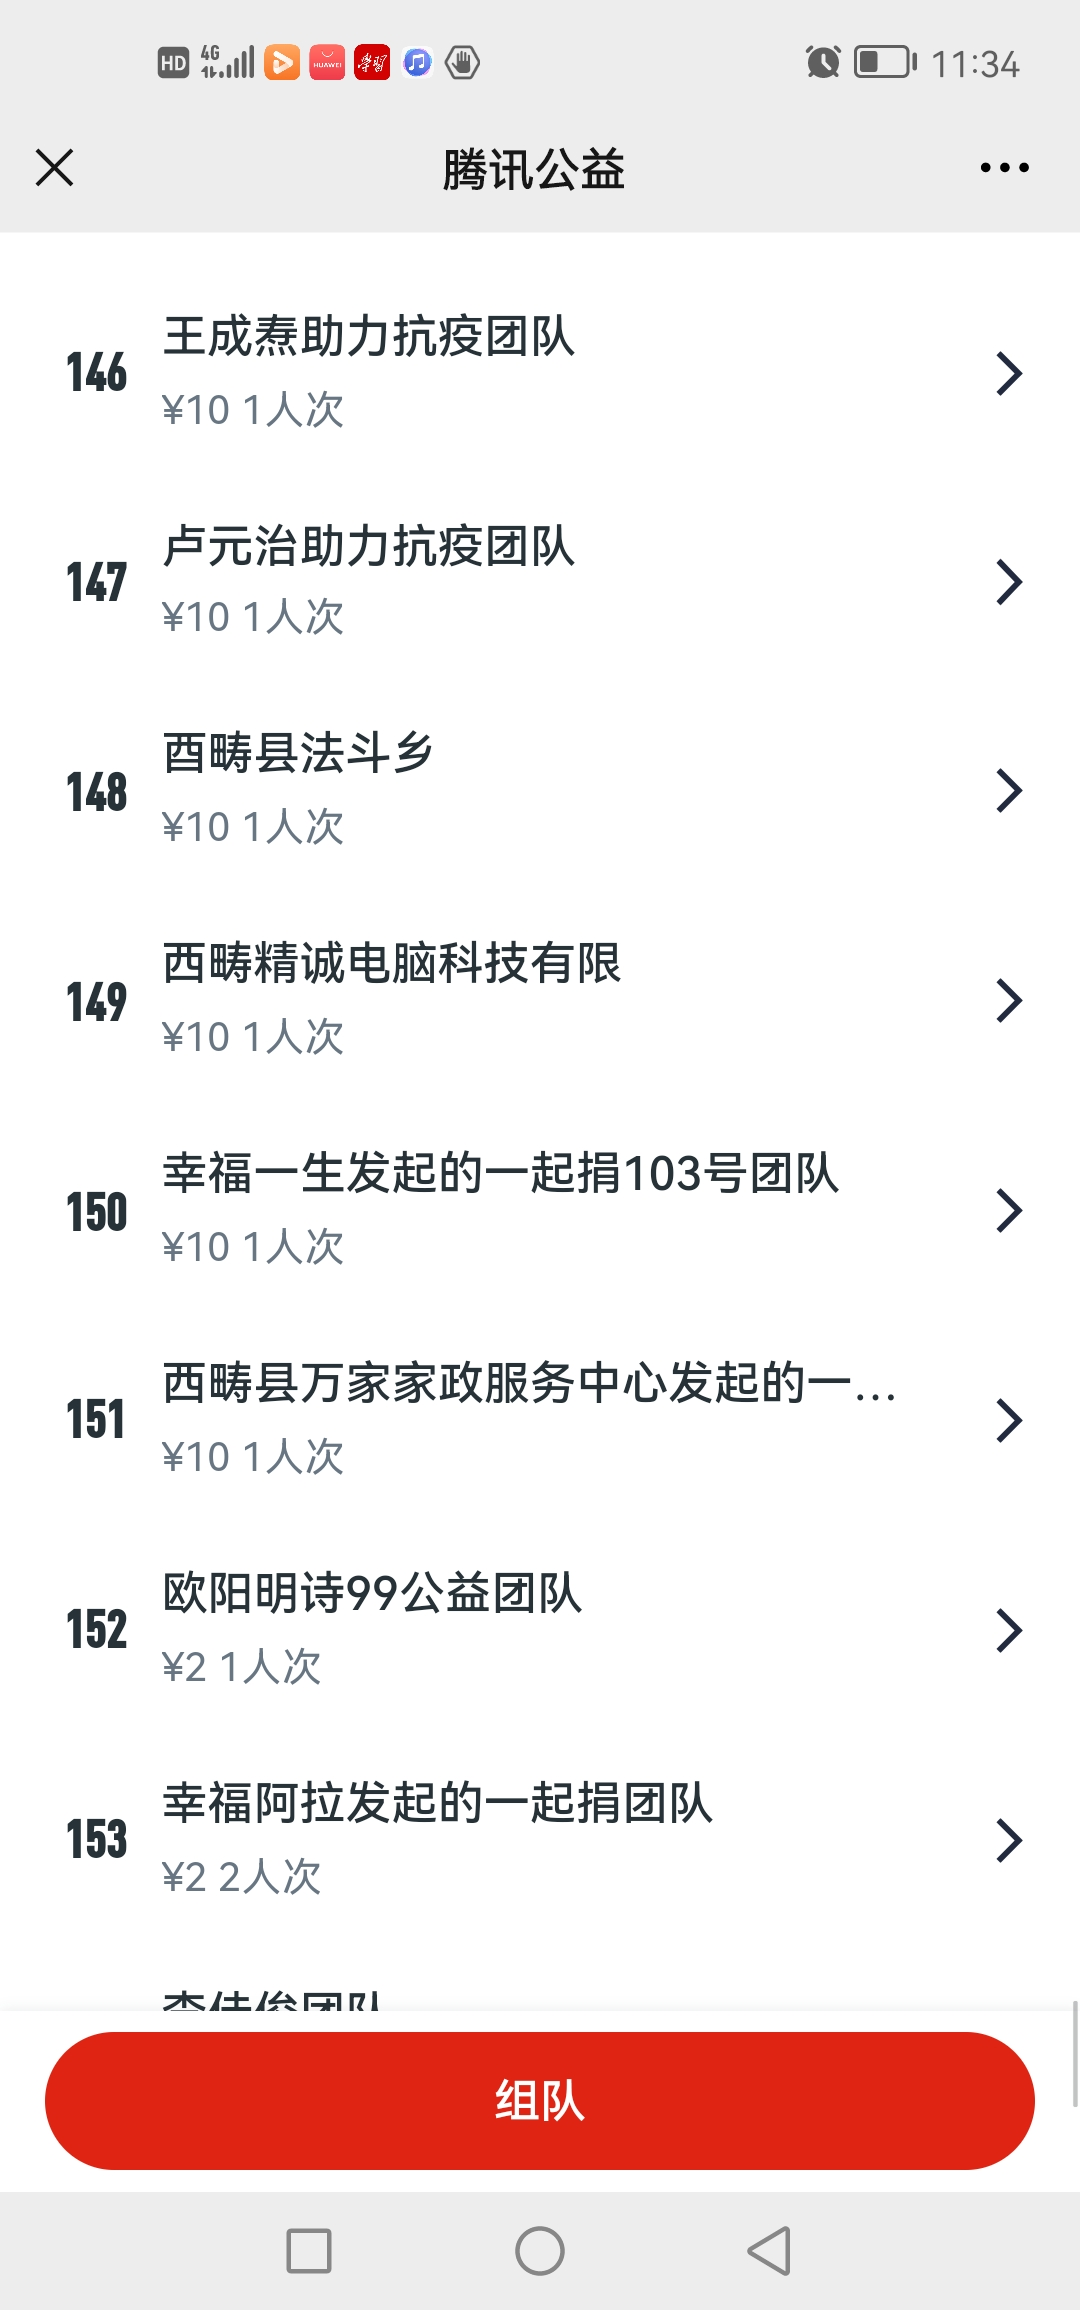 HD 4G HUAWEI 学习 11:34
腾讯公益
146
王成焘助力抗疫团队
¥10 1人次
147
卢元治助力抗疫团队
¥10 1人次
148
酉畴县法斗乡
¥10 1人次
149
西畴精诚电脑科技有限
¥10 1人次
150
幸福一生发起的一起捐103号团队
¥10 1人次
151
西畴县万家家政服务中心发起的一...
¥10 1人次
152
欧阳明诗99公益团队
¥2 1人次
153
幸福阿拉发起的一起捐团队
¥2 2人次
组队